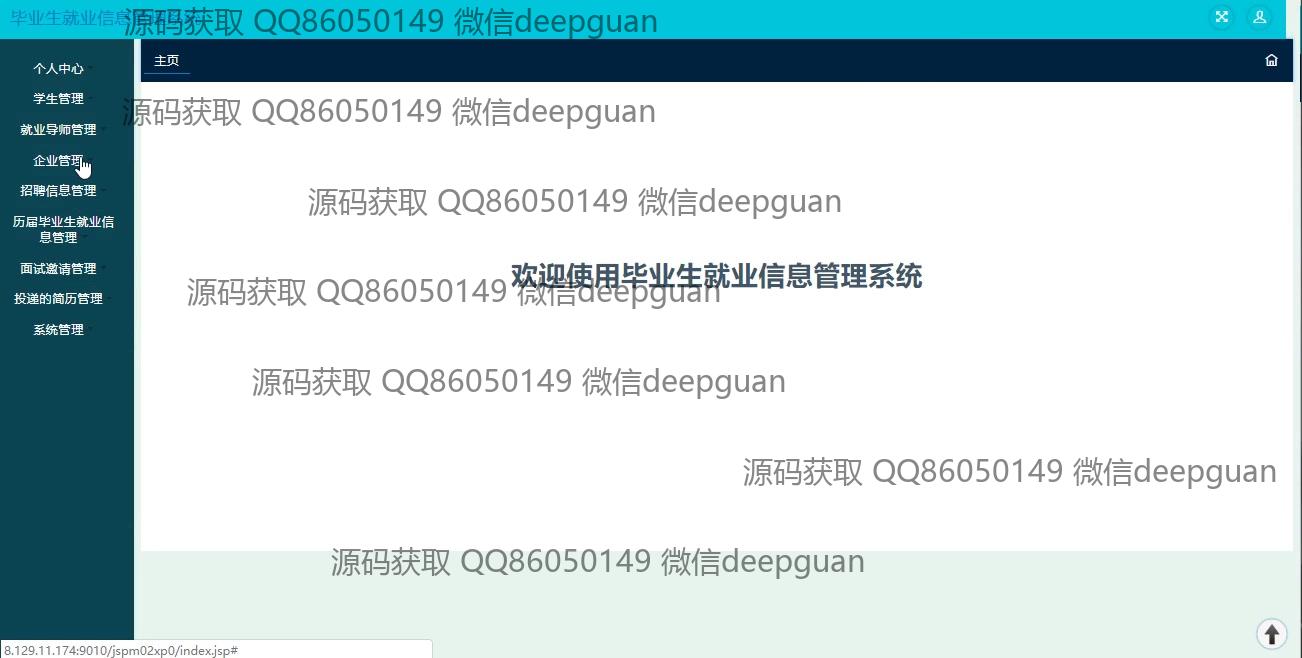 毕业生就业信息管理系统
源码获取 QQ86050149 微信deepguan
个人中心
主页
学生管理
源码获取 QQ86050149 微信deepguan
就业导师管理
企业管理
招聘信息管理
源码获取 QQ86050149 微信deepguan
历届毕业生就业信
息管理
面试邀请管理
欢迎使用毕业生就业信息管理系统
源码获取 QQ86050149 微信deepguan
投递的简历管理
系统管理
源码获取 QQ86050149 微信deepguan
源码获取 QQ86050149 微信deepguan
源码获取 QQ86050149 微信deepguan
8.129.11.174:9010/jspm02xp0/index.jsp#